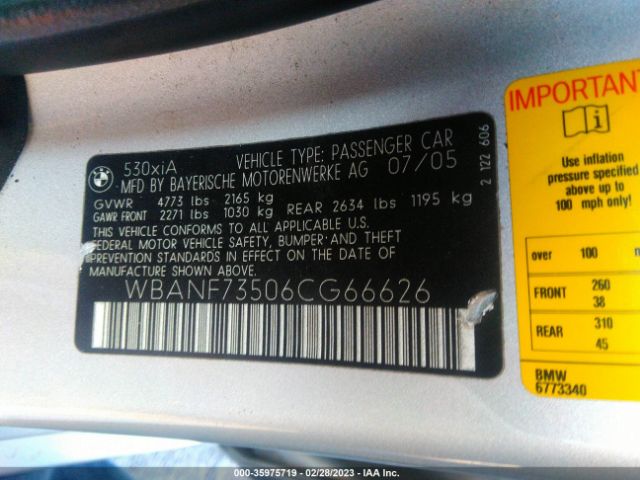 BMW
530xiA VEHICLE TYPE: PASSENGER CAR
MFD BY BAYERISCHE MOTORENWERKE AG 07/05
GVWR 4773 lbs 2165 kg
GAWR FRONT 2271 lbs 1030 kg REAR 2634 lbs 1195 kg
THIS VEHICLE CONFORMS TO ALL APPLICABLE U.S.
FEDERAL MOTOR VEHICLE SAFETY, BUMPER AND THEFT
PREVENTION STANDARDS IN EFFECT ON THE DATE OF
MANUFACTURE SHOWN ABOVE.
WBANF73506CG66626
2 122 606
IMPORTANT
i
Use inflation
pressure specified
above up to
100 mph only!
over 100
FRONT 260
38
REAR 310
45
BMW
6773340
000-35975719 - 02/28/2023 - IAA Inc.